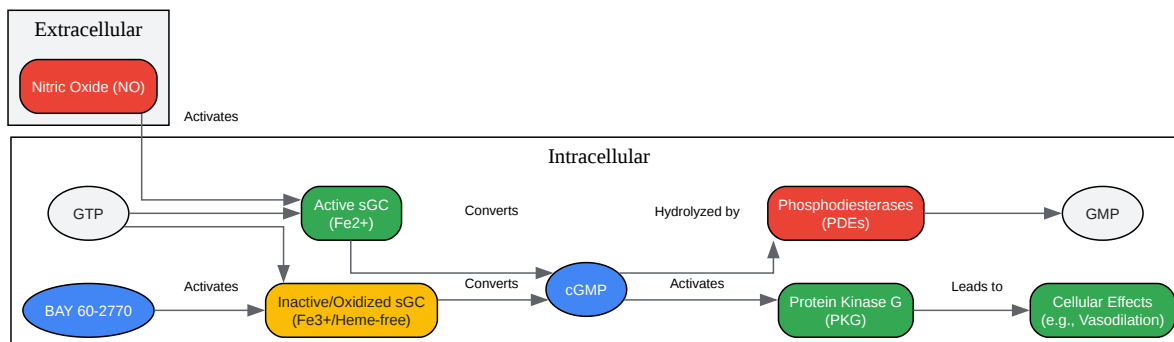 Extracellular
Nitric Oxide (NO)
Activates
Intracellular
GTP
Active sGC
(Fe2+)
Converts
Hydrolyzed by
Phosphodiesterases
(PDEs)
GMP
BAY 60-2770
Activates
Inactive/Oxidized sGC
(Fe3+/Heme-free)
Converts
cGMP
Activates
Protein Kinase G
(PKG)
Leads to
Cellular Effects
(e.g., Vasodilation)